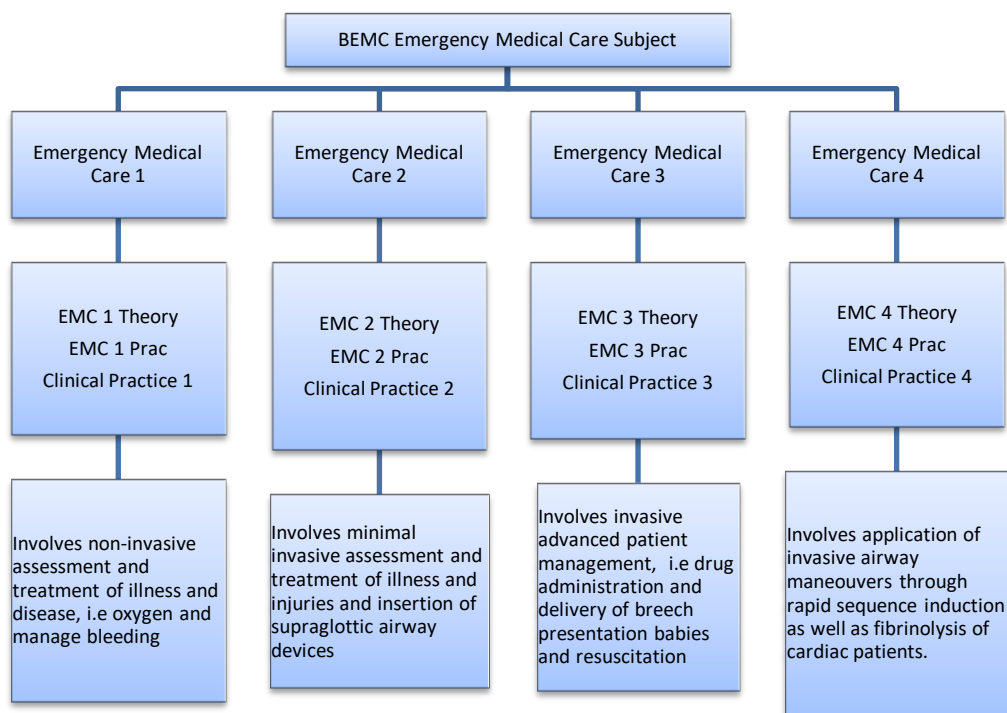 BEMC Emergency Medical Care Subject
Emergency Medical
Care 1
Emergency Medical
Care 2
Emergency Medical
Care 3
Emergency Medical
Care 4
EMC 1 Theory
EMC 1 Prac
Clinical Practice 1
EMC 2 Theory
EMC 2 Prac
Clinical Practice 2
EMC 3 Theory
EMC 3 Prac
Clinical Practice 3
EMC 4 Theory
EMC 4 Prac
Clinical Practice 4
Involves non-invasive
assessment and
treatment of illness and
disease, i.e oxygen and
manage bleeding
Involves minimal
invasive assessment and
treatment of illness and
injuries and insertion of
supraglottic airway
devices
Involves invasive
advanced patient
management, i.e drug
administration and
delivery of breech
presentation babies
and resuscitation
Involves application of
invasive airway
maneouvers through
rapid sequence induction
as well as fibrinolysis of
cardiac patients.